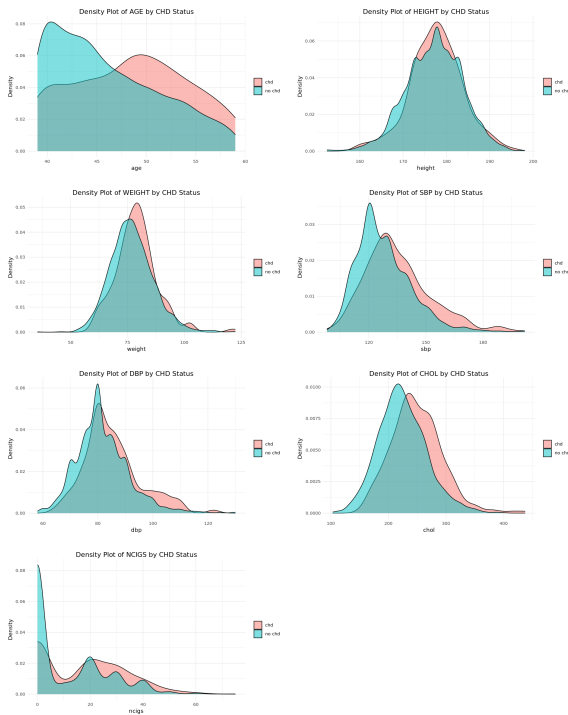 Density Plot of AGE by CHD Status
Density
0.08
0.06
0.04
0.02
0.00
40
45
50
55
60
age
chd
no chd
Density Plot of HEIGHT by CHD Status
Density
0.06
0.04
0.02
0.00
160
170
180
190
200
height
chd
no chd
Density Plot of WEIGHT by CHD Status
Density
0.05
0.04
0.03
0.02
0.01
0.00
50
75
100
125
weight
chd
no chd
Density Plot of SBP by CHD Status
Density
0.03
0.02
0.01
0.00
120
150
180
sbp
chd
no chd
Density Plot of DBP by CHD Status
Density
0.06
0.04
0.02
0.00
60
80
100
120
dbp
chd
no chd
Density Plot of CHOL by CHD Status
Density
0.0100
0.0075
0.0050
0.0025
0.0000
100
200
300
400
chol
chd
no chd
Density Plot of NCIGS by CHD Status
Density
0.08
0.06
0.04
0.02
0.00
0
20
40
60
ncigs
chd
no chd